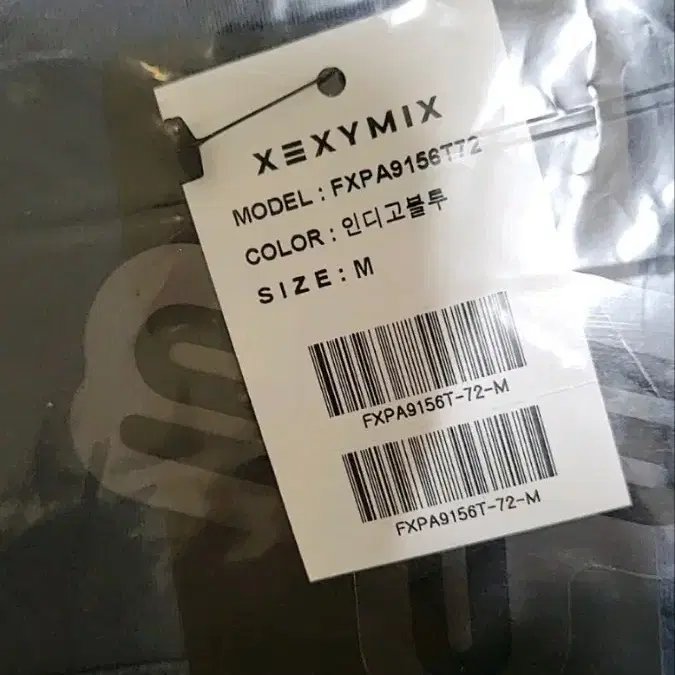 XEXYMIX
MODEL : FXPA9156T72
COLOR : 인디고블루
SIZE : M
FXPA9156T-72-M
FXPA9156T-72-M